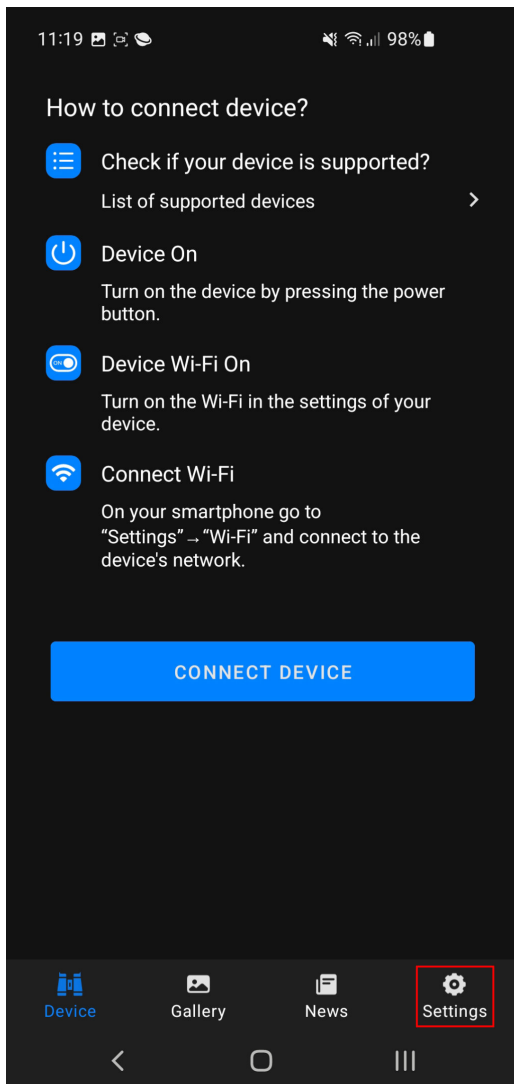 11:19 98%
How to connect device?
Check if your device is supported?
List of supported devices
Device On
Turn on the device by pressing the power
button.
ON
Device Wi-Fi On
Turn on the Wi-Fi in the settings of your
device.
Connect Wi-Fi
On your smartphone go to
“Settings”→“Wi-Fi” and connect to the
device's network.
CONNECT DEVICE
Device Gallery News Settings